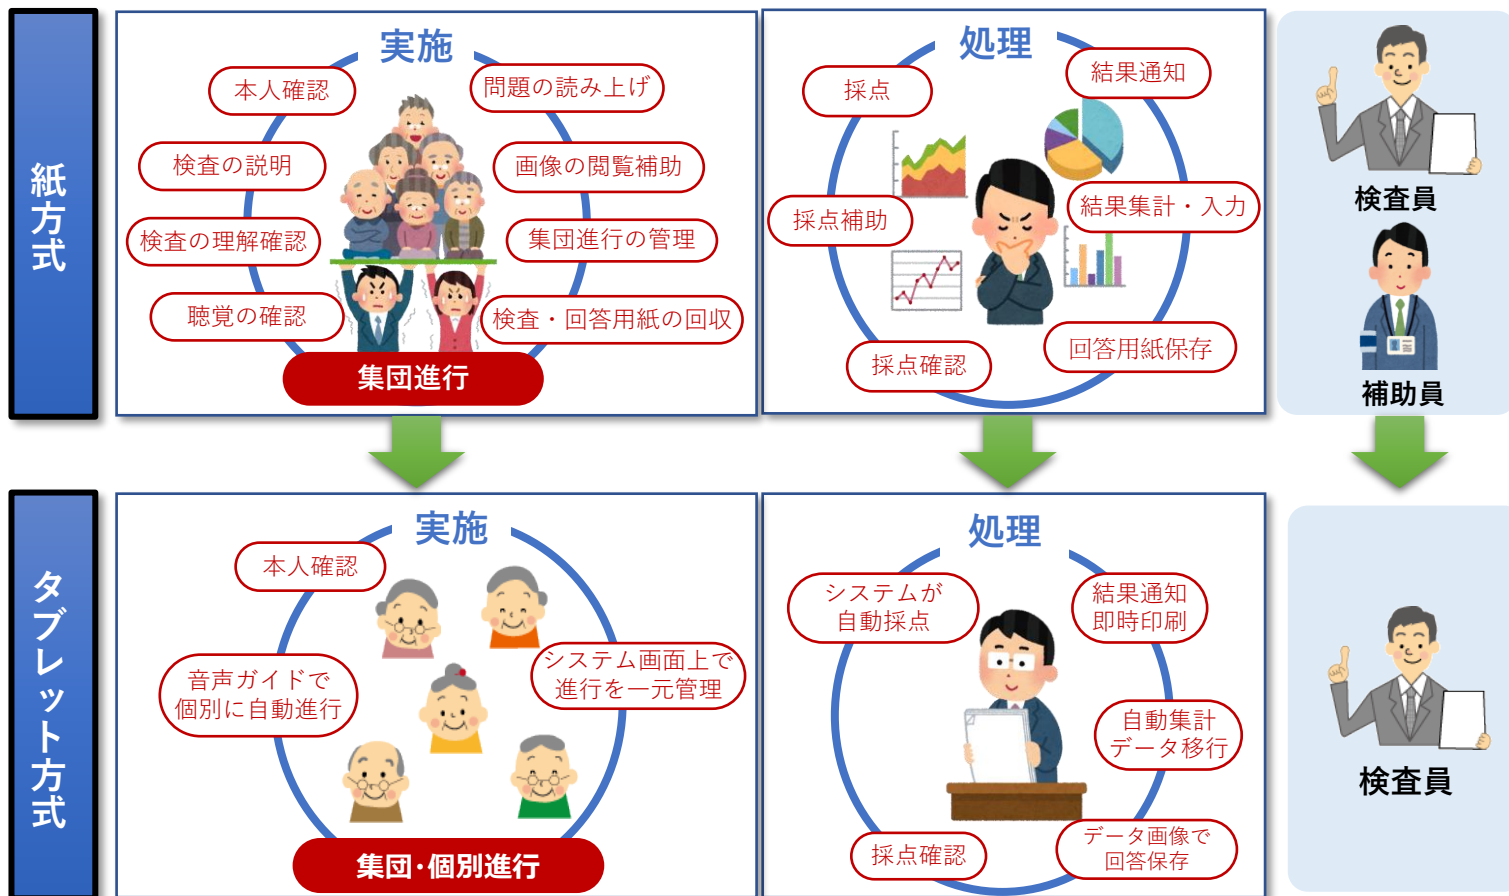 紙方式
実施
本人確認
問題の読み上げ
検査の説明
画像の閲覧補助
検査の理解確認
集団進行の管理
聴覚の確認
検査・回答用紙の回収
集団進行
処理
採点
結果通知
採点補助
結果集計・入力
採点確認
回答用紙保存
検査員
補助員
タブレット方式
実施
本人確認
音声ガイドで
個別に自動進行
システム画面上で
進行を一元管理
集団・個別進行
処理
システムが
自動採点
結果通知
即時印刷
自動集計
データ移行
採点確認
データ画像で
回答保存
検査員